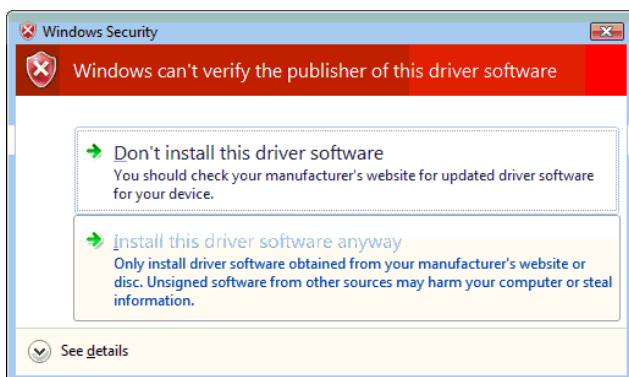 Windows Security
Windows can't verify the publisher of this driver software
Don't install this driver software
You should check your manufacturer's website for updated driver software
for your device.
Install this driver software anyway
Only install driver software obtained from your manufacturer's website or
disc. Unsigned software from other sources may harm your computer or steal
information.
See details